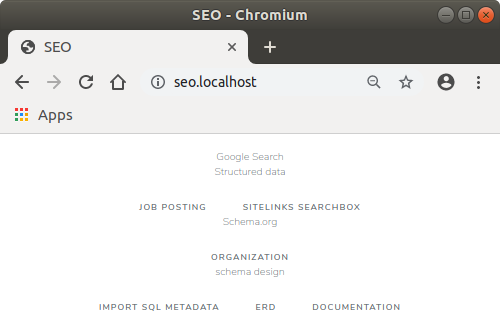 SEO - Chromium
SEO
seo.localhost
Apps
Google Search
Structured data
JOB POSTING SITELINKS SEARCHBOX
Schema.org
ORGANIZATION
schema design
IMPORT SQL METADATA ERD DOCUMENTATION